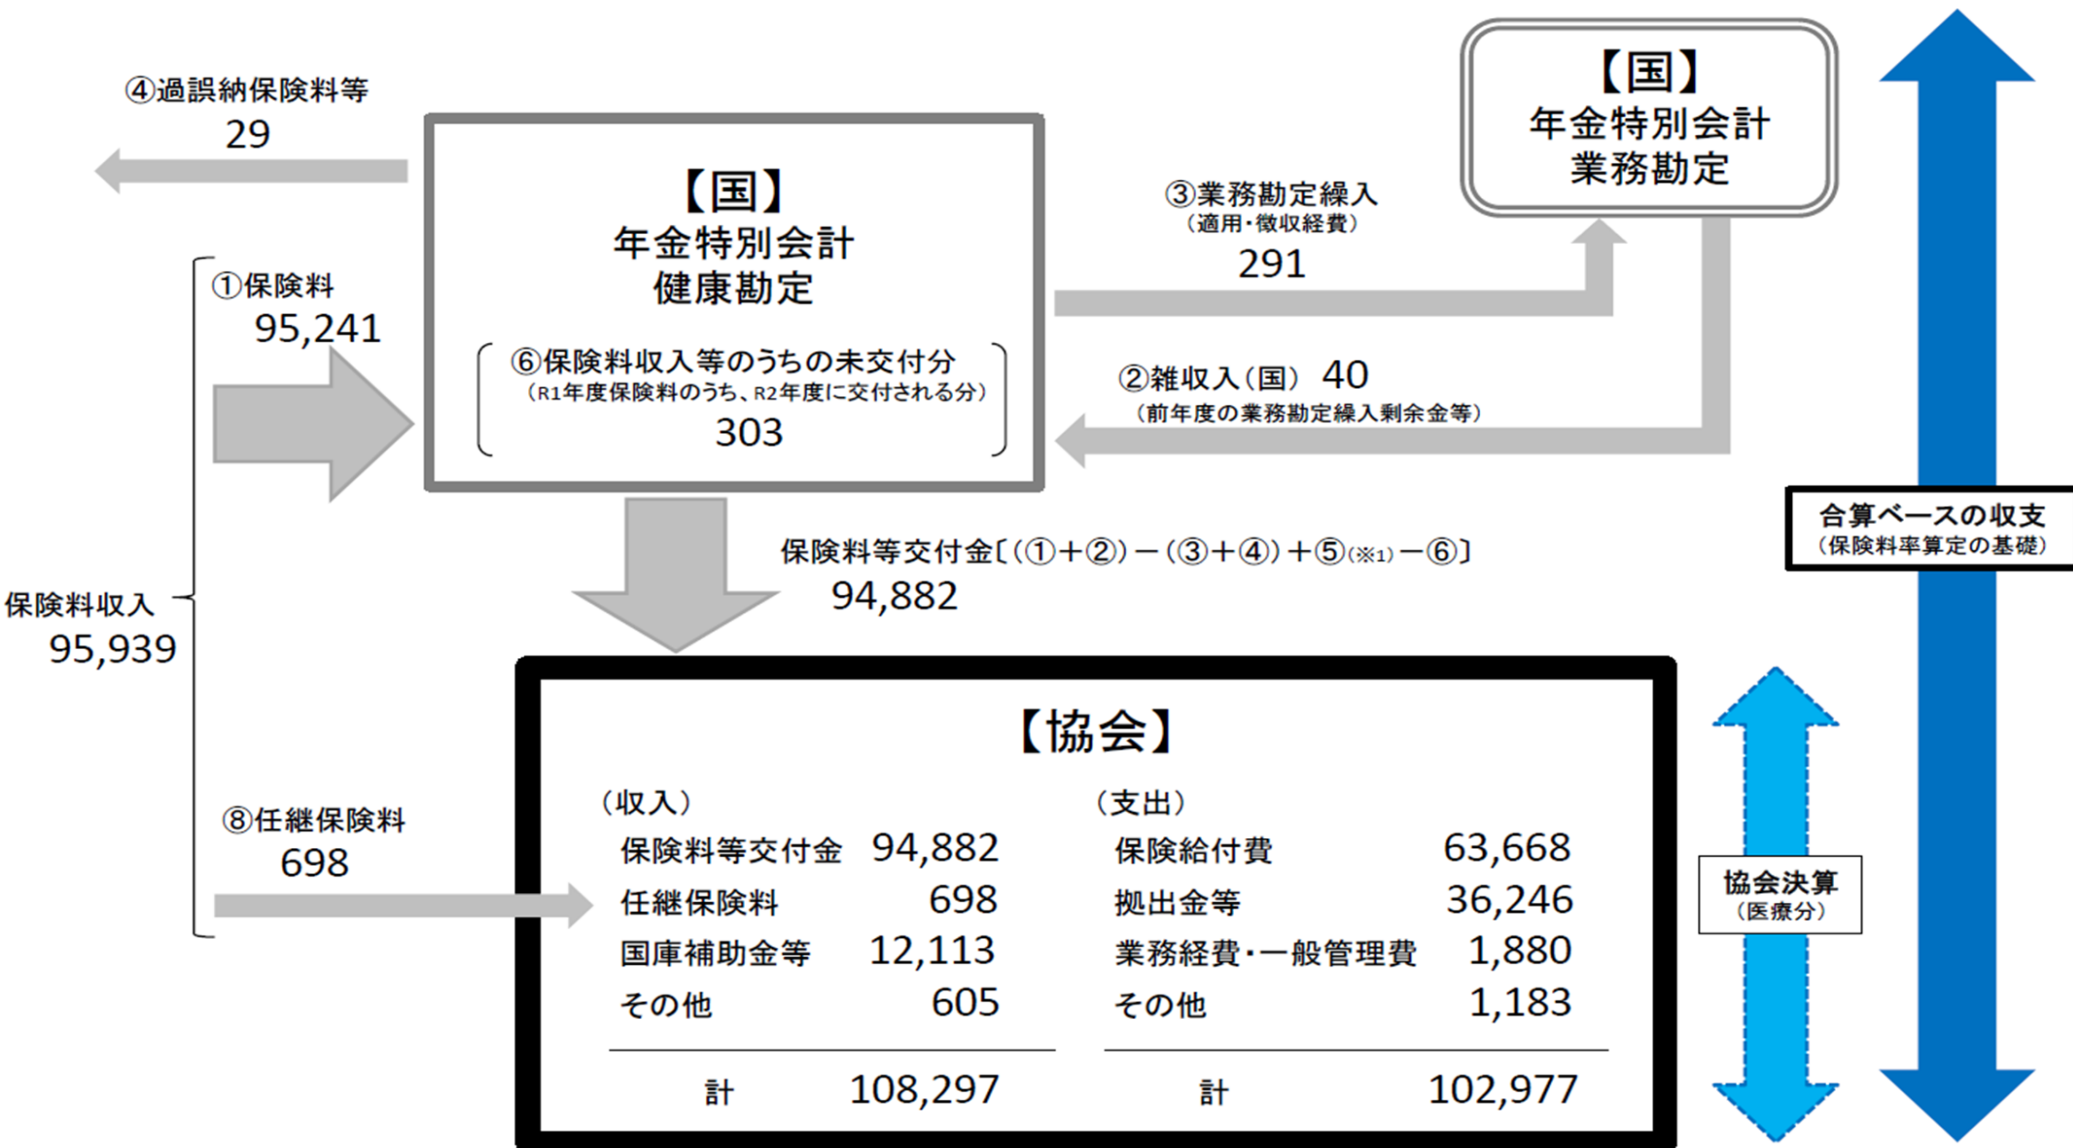 ④過誤納保険料等
29
【国】
年金特別会計
業務勘定
【国】
年金特別会計
健康勘定
⑥保険料収入等のうちの未交付分
(R1年度保険料のうち、R2年度に交付される分)
303
③業務勘定繰入
(適用・徴収経費)
291
②雑収入(国) 40
(前年度の業務勘定繰入剰余金等)
①保険料
95,241
保険料収入
95,939
保険料等交付金〔(①+②)-(③+④)+⑤(※1)-⑥〕
94,882
合算ベースの収支
(保険料率算定の基礎)
⑧任継保険料
698
【協会】
(収入)
保険料等交付金 94,882
任継保険料 698
国庫補助金等 12,113
その他 605
計 108,297
(支出)
保険給付費 63,668
拠出金等 36,246
業務経費・一般管理費 1,880
その他 1,183
計 102,977
協会決算
(医療分)